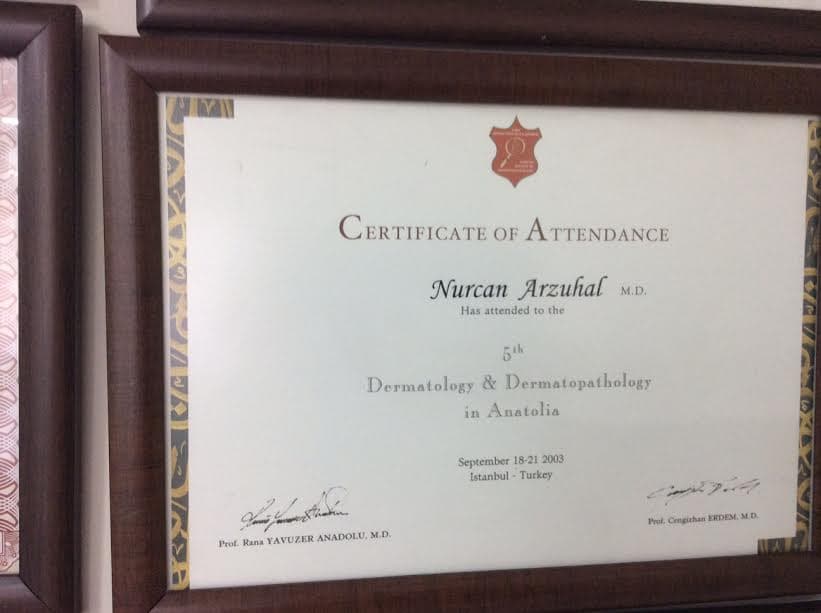 CERTIFICATE OF ATTENDANCE
Nurcan Arzuhal M.D.
Has attended to the
5th
Dermatology & Dermatopathology
in Anatolia
September 18-21 2003
Istanbul - Turkey
Prof. Rana YAVUZER ANADOLU, M.D.
Prof. Cengizhan ERDEM, M.D.